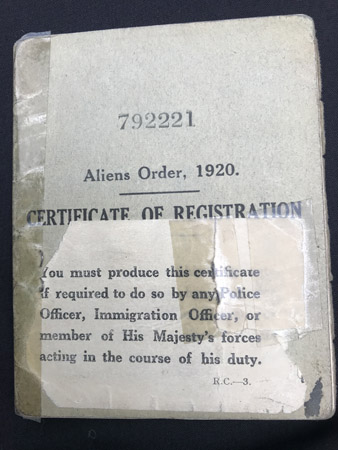 792221
Aliens Order, 1920.
CERTIFICATE OF REGISTRATION
You must produce this certificate
if required to do so by any Police
Officer, Immigration Officer, or
member of His Majesty's forces
acting in the course of his duty.
R.C.—3.